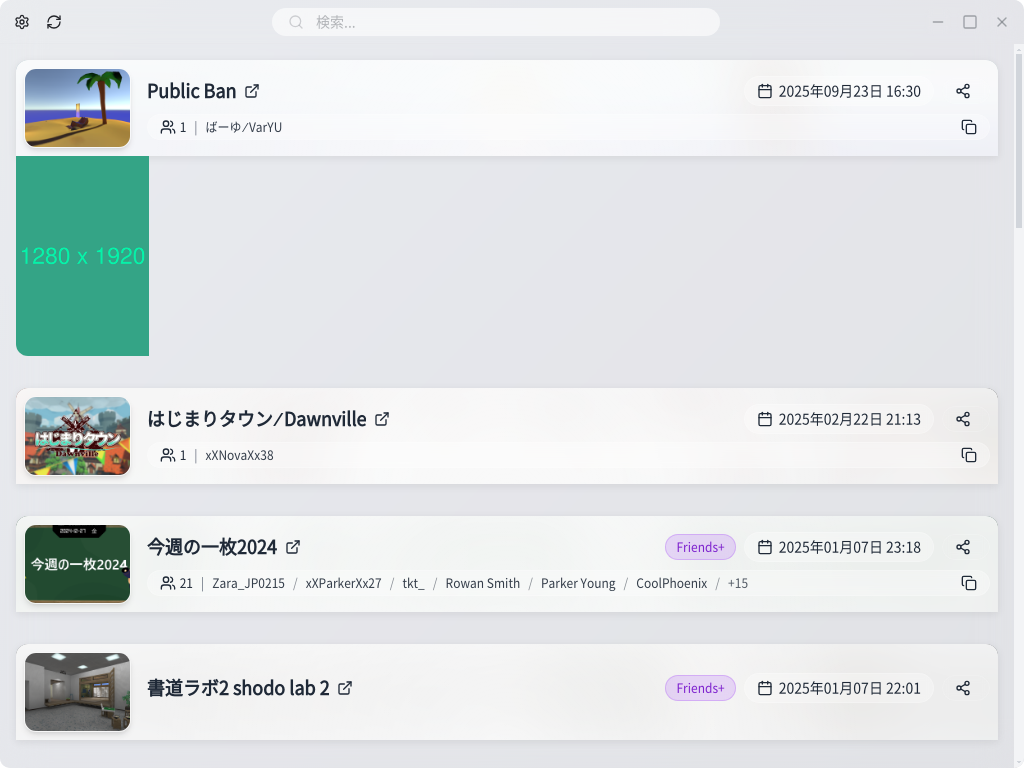 検索...
Public Ban
2025年09月23日 16:30
1 | ばーゆ/VarYU
1280 x 1920
はじまりタウン/Dawnville
2025年02月22日 21:13
はじまりタウン
Dawnville
1 | xXNovaXx38
今週の一枚2024
Friends+
2025年01月07日 23:18
今週の一枚2024
21 | Zara_JP0215 / xXParkerXx27 / tkt_ / Rowan Smith / Parker Young / CoolPhoenix / +15
書道ラボ2 shodo lab 2
Friends+
2025年01月07日 22:01